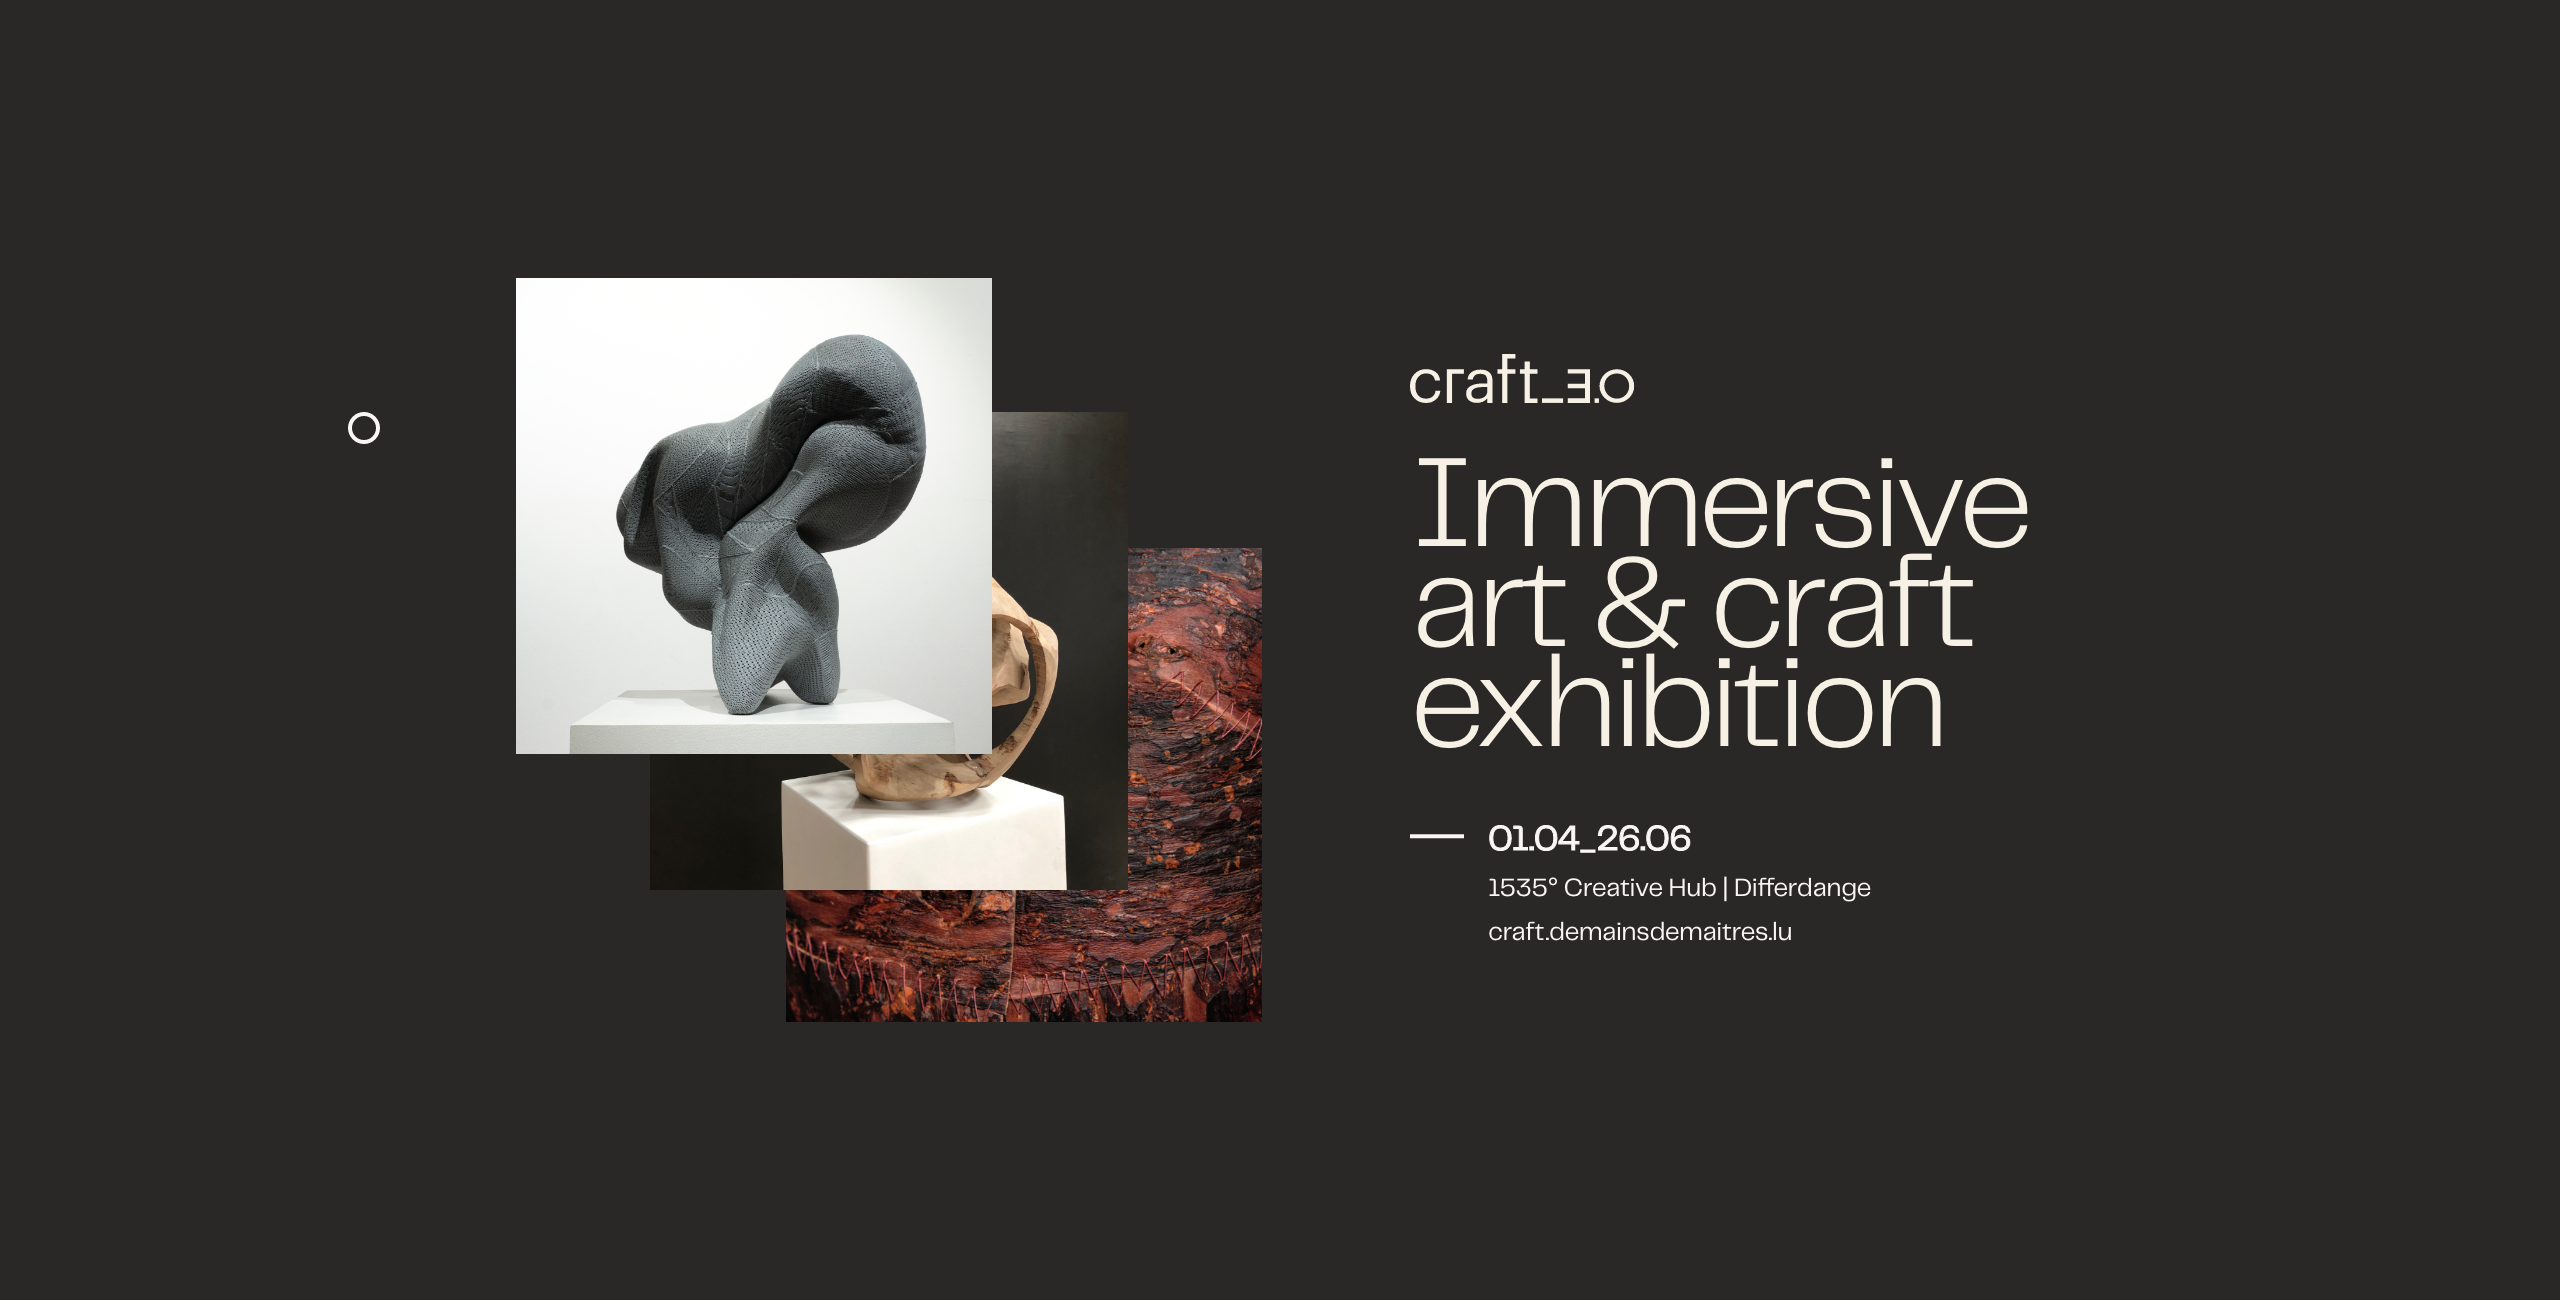 craft_3.0
Immersive
art & craft
exhibition
01.04_26.06
1535° Creative Hub | Differdange
craft.demainsdemaitres.lu